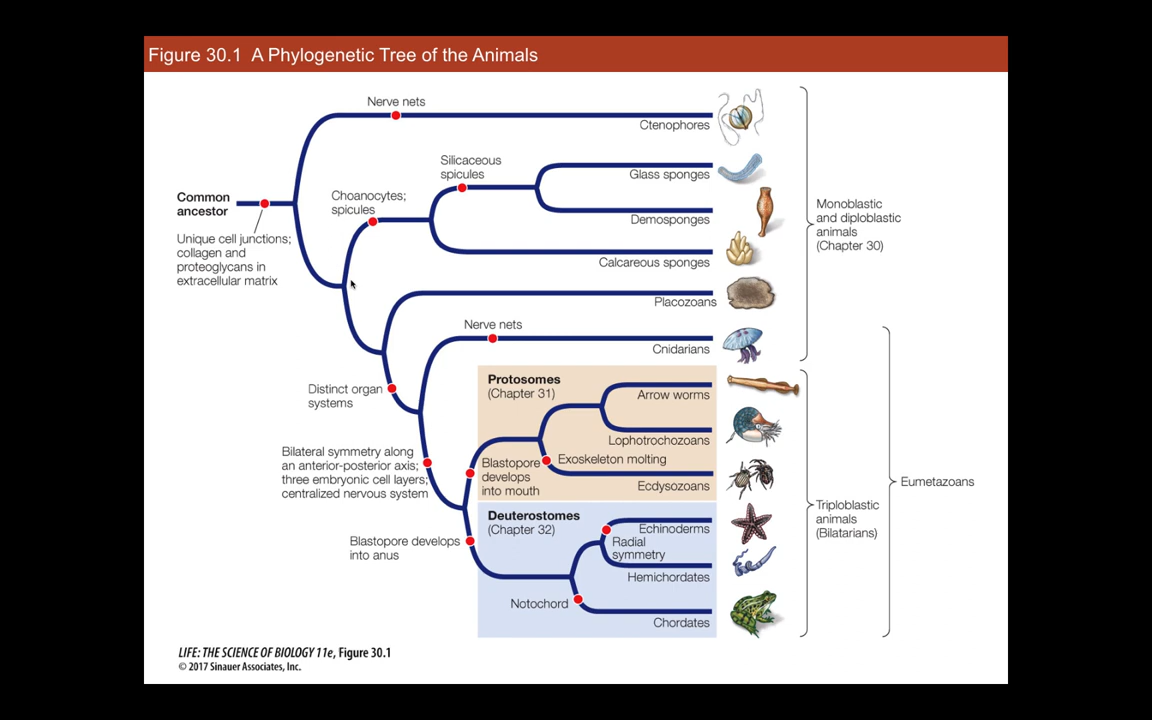 Figure 30.1 A Phylogenetic Tree of the Animals
Nerve nets
Ctenophores
Silicaceous
spicules
Glass sponges
Common
ancestor
Choanocytes;
spicules
Demosponges
Monoblastic
and diploblastic
animals
(Chapter 30)
Unique cell junctions;
collagen and
proteoglycans in
extracellular matrix
Calcareous sponges
Placozoans
Nerve nets
Cnidarians
Distinct organ
systems
Protosomes
(Chapter 31)
Arrow worms
Lophotrochozoans
Bilateral symmetry along
an anterior-posterior axis;
three embryonic cell layers;
centralized nervous system
Blastopore
develops
into mouth
Exoskeleton molting
Ecdysozoans
Eumetazoans
Triploblastic
animals
(Bilatarians)
Deuterostomes
(Chapter 32)
Echinoderms
Radial
symmetry
Blastopore develops
into anus
Hemichordates
Notochord
Chordates
LIFE: THE SCIENCE OF BIOLOGY 11e, Figure 30.1
© 2017 Sinauer Associates, Inc.